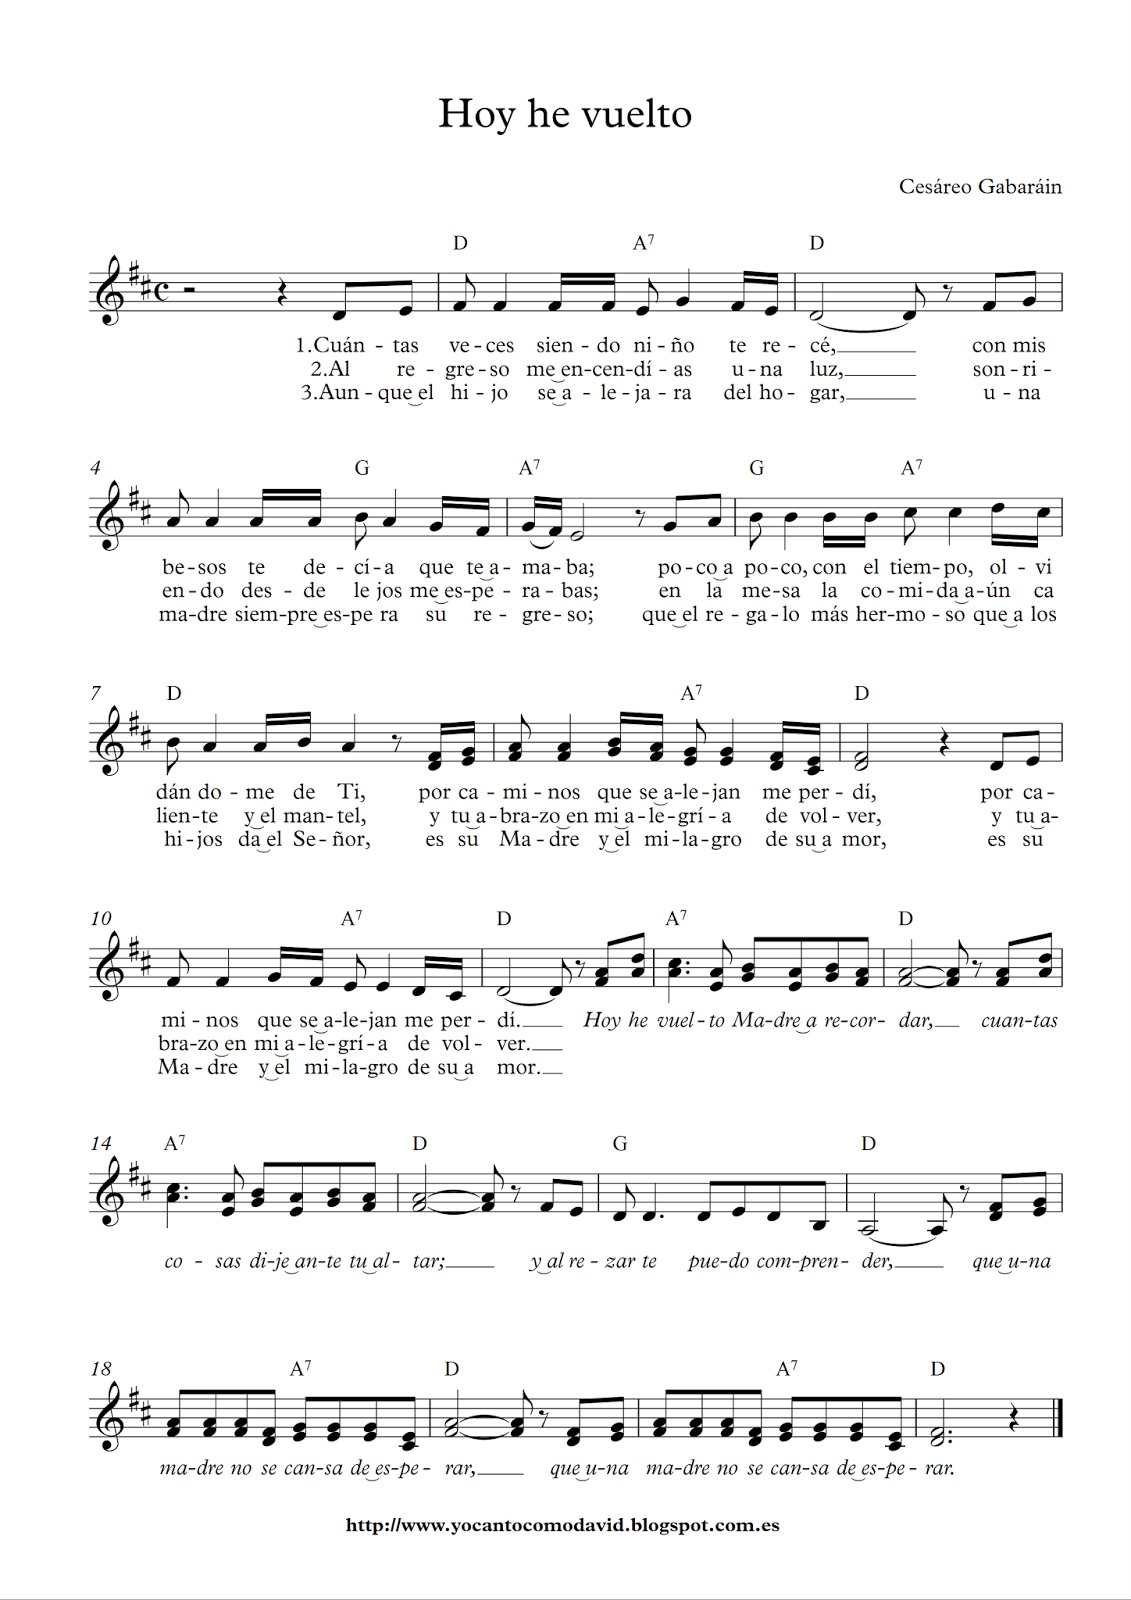 Hoy he vuelto
Cesáreo Gabaráin
D A7 D
1.Cuán - tas ve - ces sien - do ni - ño te re - cé, con mis
2.Al re - gre - so me en - cen - dí - as u - na luz, son - ri -
3.Aun - que el hi - jo se a - le - ja - ra del ho - gar, u - na
4 G A7 G A7
be - sos te de - cí - a que te a - ma - ba; po - co a po - co, con el tiem - po, ol - vi
en - do des - de le jos me es - pe - ra - bas; en la me - sa la co - mi - da a - ún ca
ma - dre siem - pre es - pe ra su re - gre - so; que el re - ga - lo más her - mo - so que a los
7 D A7 D
dán do - me de Ti, por ca - mi - nos que se a - le - jan me per - dí, por ca -
lien - te y el man - tel, y tu a - bra - zo en mi a - le - grí - a de vol - ver, y tu a -
hi - jos da el Se - ñor, es su Ma - dre y el mi - la - gro de su a mor, es su
10 A7 D A7 D
mi - nos que se a - le - jan me per - dí. Hoy he vuel - to Ma - dre a re - cor - dar, cuan - tas
bra - zo en mi a - le - grí - a de vol - ver.
Ma - dre y el mi - la - gro de su a mor.
14 A7 D G D
co - sas di - je an - te tu al - tar; y al re - zar te pue - do com - pren - der, que u - na
18 A7 D A7 D
ma - dre no se can - sa de es - pe - rar, que u - na ma - dre no se can - sa de es - pe - rar.
http://www.yocantocomodavid.blogspot.com.es